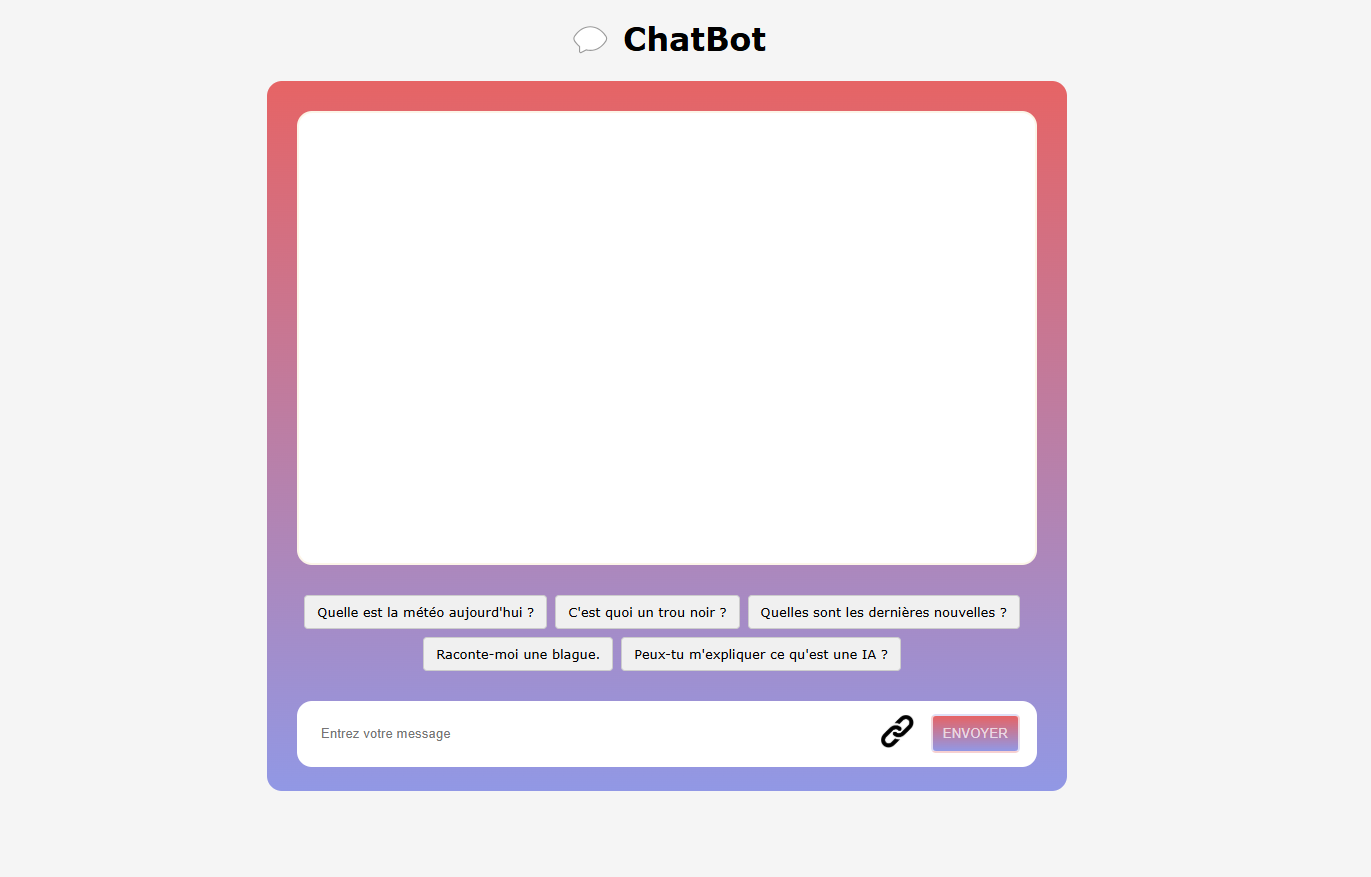 ChatBot
Quelle est la météo aujourd'hui ? C'est quoi un trou noir ? Quelles sont les dernières nouvelles ?
Raconte-moi une blague. Peux-tu m'expliquer ce qu'est une IA ?
Entrez votre message ENVOYER